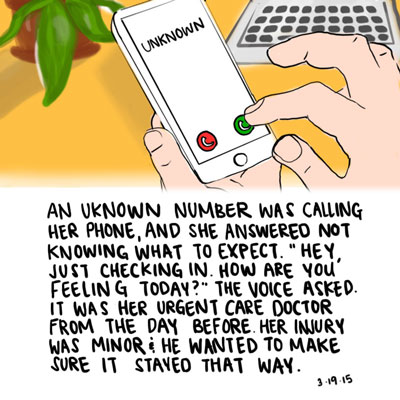 UNKNOWN
AN UKNOWN NUMBER WAS CALLING
HER PHONE, AND SHE ANSWERED NOT
KNOWING WHAT TO EXPECT. "HEY,
JUST CHECKING IN. HOW ARE YOU
FEELING TODAY?" THE VOICE ASKED.
IT WAS HER URGENT CARE DOCTOR
FROM THE DAY BEFORE. HER INJURY
WAS MINOR & HE WANTED TO MAKE
SURE IT STAYED THAT WAY.
3.19.15